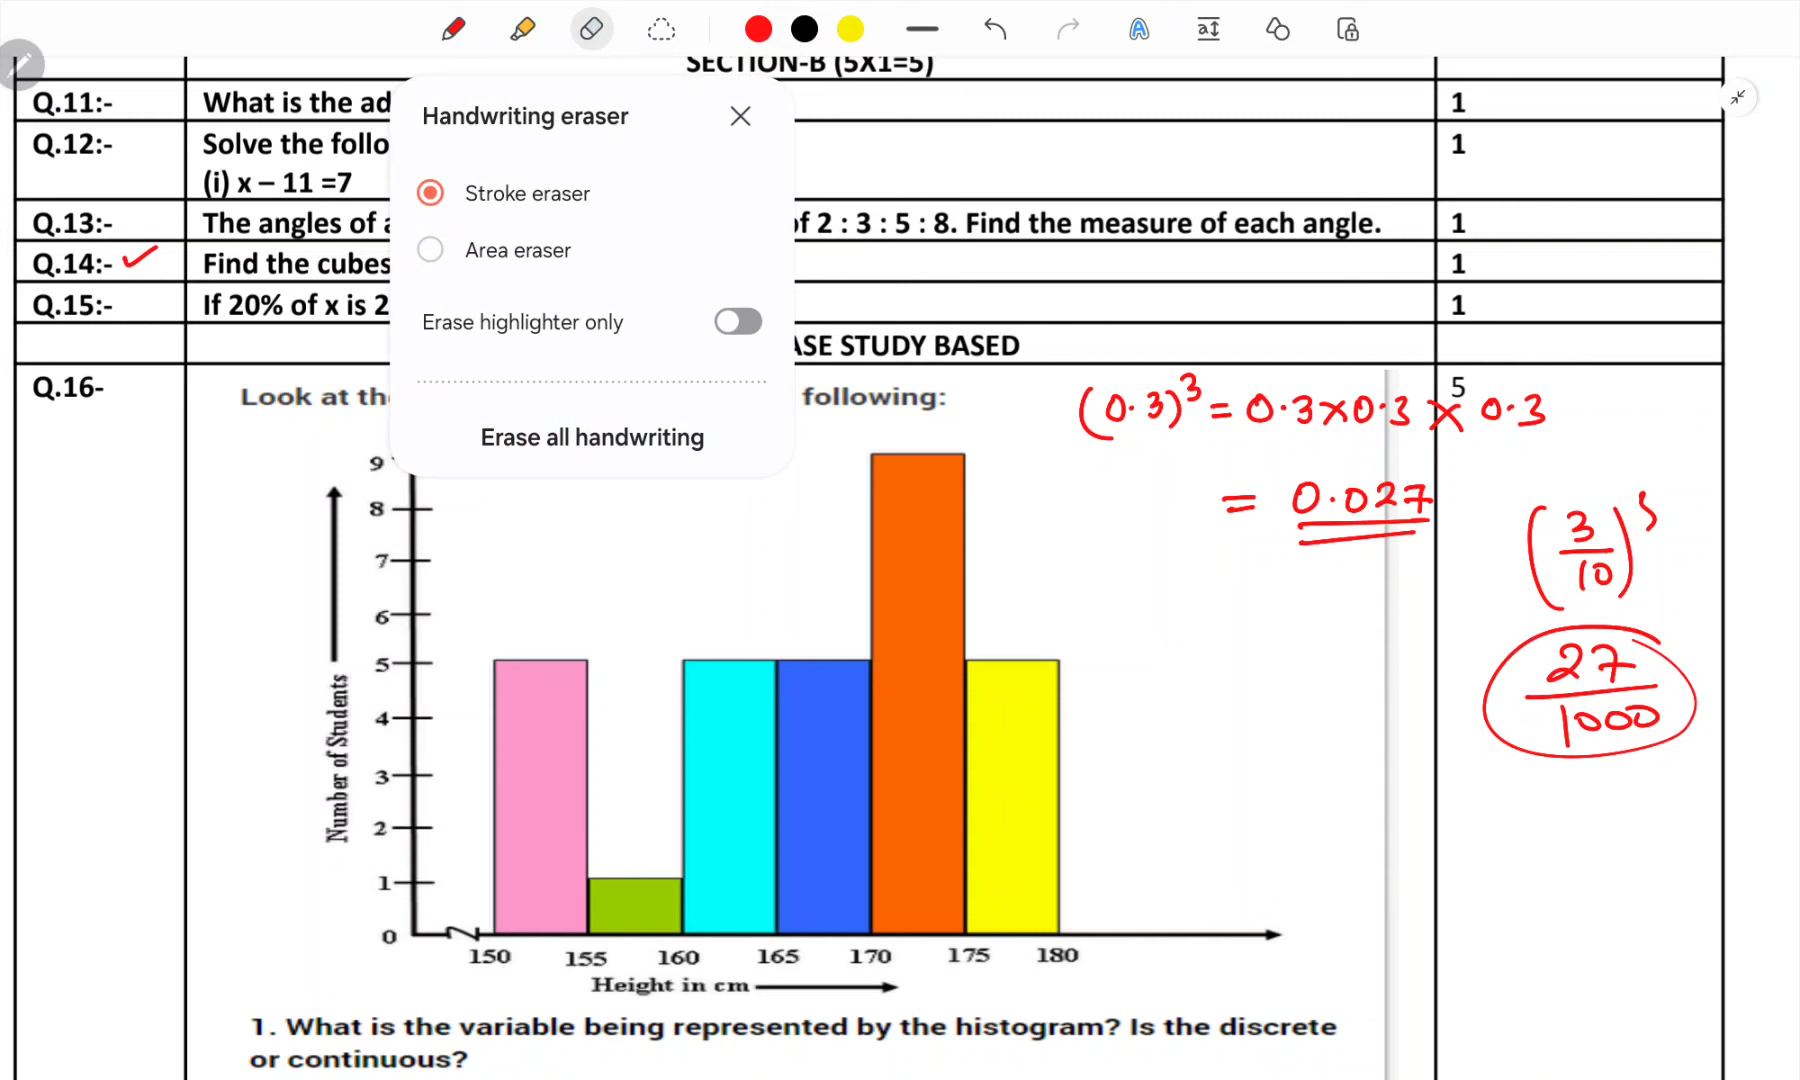 SECTION-B (5X1=5)
Q.11:- What is the ad 1
Q.12:- Solve the follo 1
(i) x – 11 =7
Q.13:- The angles of a of 2 : 3 : 5 : 8. Find the measure of each angle. 1
Q.14:- Find the cubes 1
Q.15:- If 20% of x is 2 1
ASE STUDY BASED
Q.16- Look at the following: 5
Handwriting eraser
Stroke eraser
Area eraser
Erase highlighter only
Erase all handwriting
(0.3)³ = 0.3×0.3 × 0.3
= 0.027
(3/10)³
27/1000
9
8
7
6
5
4
3
2
1
0
Number of Students
150 155 160 165 170 175 180
Height in cm
1. What is the variable being represented by the histogram? Is the discrete
or continuous?